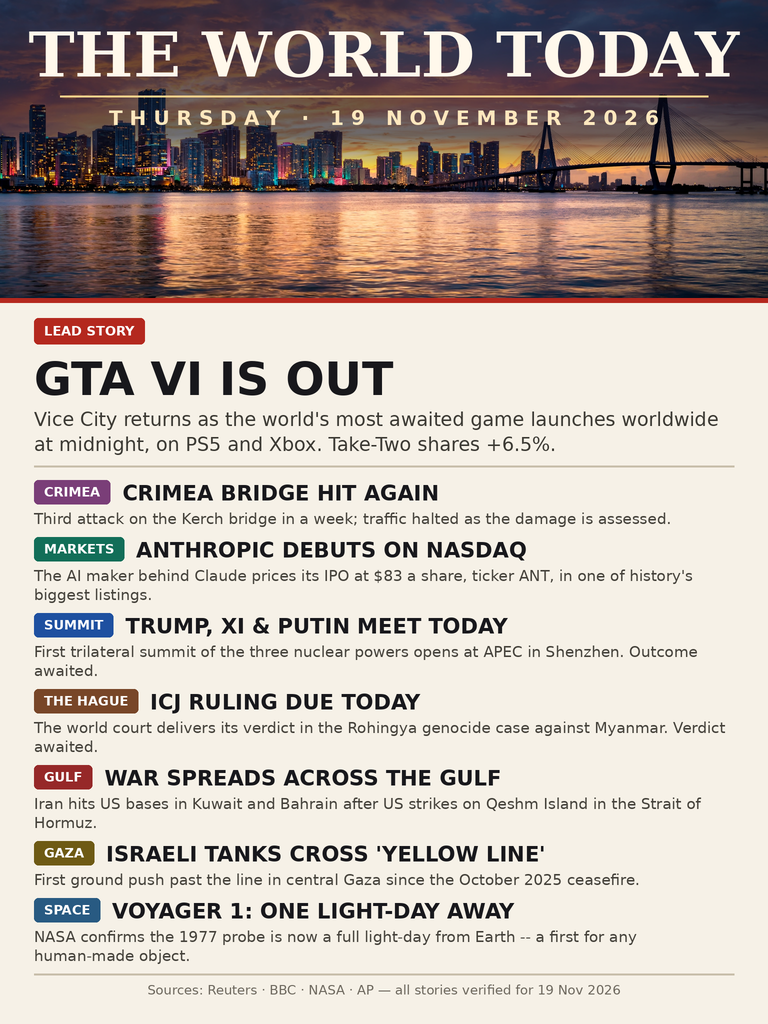 THE WORLD TODAY
THURSDAY · 19 NOVEMBER 2026
LEAD STORY
GTA VI IS OUT
Vice City returns as the world's most awaited game launches worldwide
at midnight, on PS5 and Xbox. Take-Two shares +6.5%.
CRIMEA CRIMEA BRIDGE HIT AGAIN
Third attack on the Kerch bridge in a week; traffic halted as the damage is assessed.
MARKETS ANTHROPIC DEBUTS ON NASDAQ
The AI maker behind Claude prices its IPO at $83 a share, ticker ANT, in one of history's
biggest listings.
SUMMIT TRUMP, XI & PUTIN MEET TODAY
First trilateral summit of the three nuclear powers opens at APEC in Shenzhen. Outcome
awaited.
THE HAGUE ICJ RULING DUE TODAY
The world court delivers its verdict in the Rohingya genocide case against Myanmar. Verdict
awaited.
GULF WAR SPREADS ACROSS THE GULF
Iran hits US bases in Kuwait and Bahrain after US strikes on Qeshm Island in the Strait of
Hormuz.
GAZA ISRAELI TANKS CROSS 'YELLOW LINE'
First ground push past the line in central Gaza since the October 2025 ceasefire.
SPACE VOYAGER 1: ONE LIGHT-DAY AWAY
NASA confirms the 1977 probe is now a full light-day from Earth -- a first for any
human-made object.
Sources: Reuters · BBC · NASA · AP — all stories verified for 19 Nov 2026